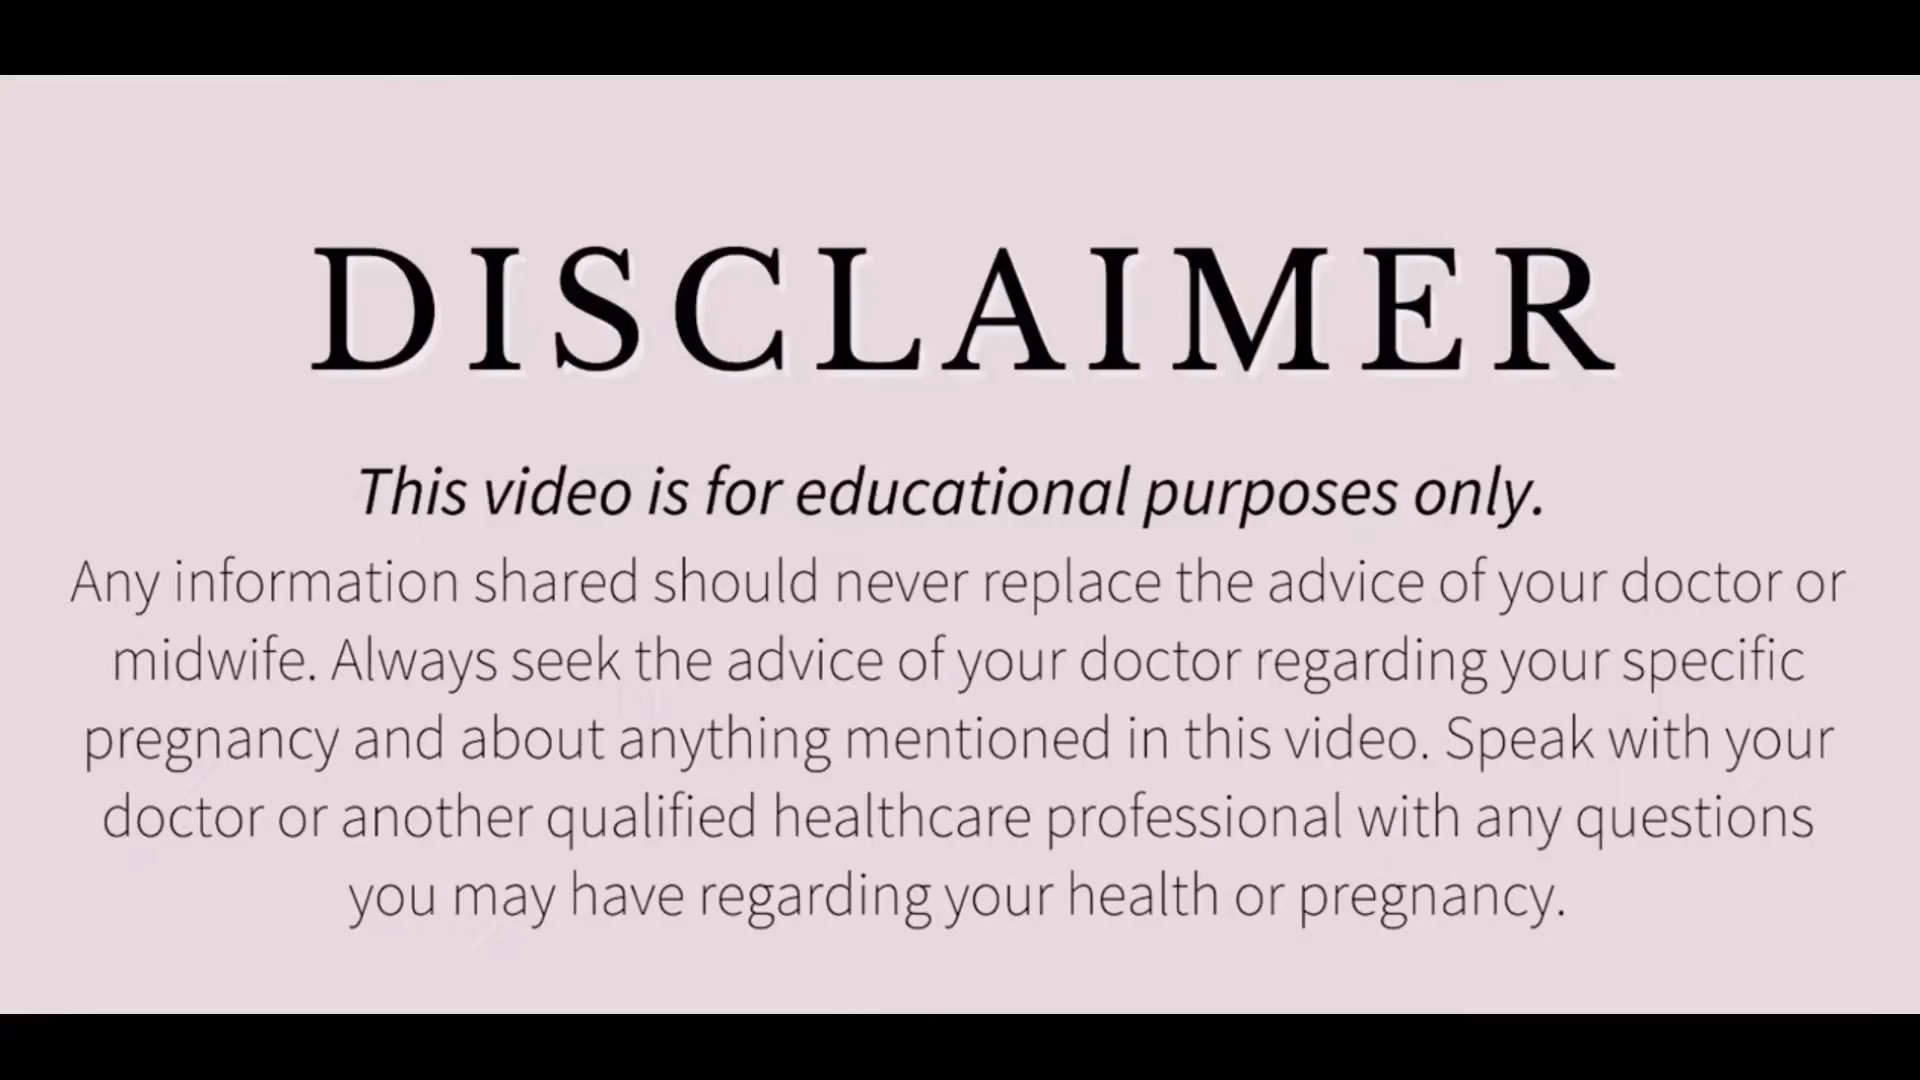 DISCLAIMER
This video is for educational purposes only.
Any information shared should never replace the advice of your doctor or
midwife. Always seek the advice of your doctor regarding your specific
pregnancy and about anything mentioned in this video. Speak with your
doctor or another qualified healthcare professional with any questions
you may have regarding your health or pregnancy.